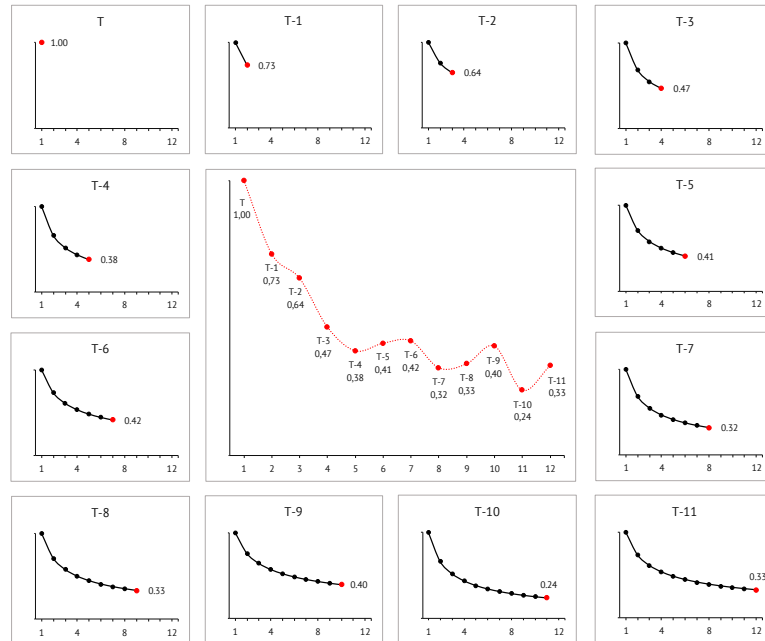 T
1.00
1 4 8 12
T-1
0.73
1 4 8 12
T-2
0.64
1 4 8 12
T-3
0.47
1 4 8 12
T-4
0.38
1 4 8 12
T
1,00
T-1
0,73
T-2
0,64
T-3
0,47
T-4
0,38
T-5
0,41
T-6
0,42
T-7
0,32
T-8
0,33
T-9
0,40
T-10
0,24
T-11
0,33
1 2 3 4 5 6 7 8 9 10 11 12
T-5
0.41
1 4 8 12
T-6
0.42
1 4 8 12
T-7
0.32
1 4 8 12
T-8
0.33
1 4 8 12
T-9
0.40
1 4 8 12
T-10
0.24
1 4 8 12
T-11
0.33
1 4 8 12